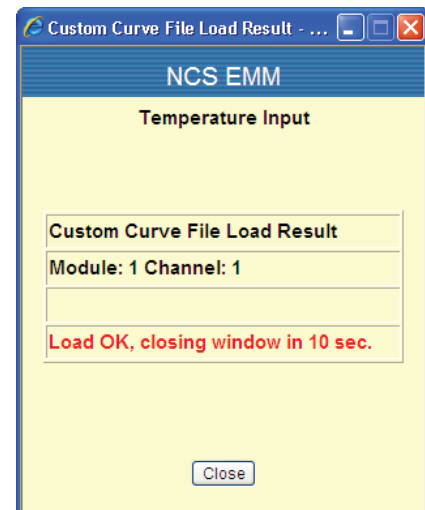 Custom Curve File Load Result - ...
NCS EMM
Temperature Input
Custom Curve File Load Result
Module: 1 Channel: 1
Load OK, closing window in 10 sec.
Close